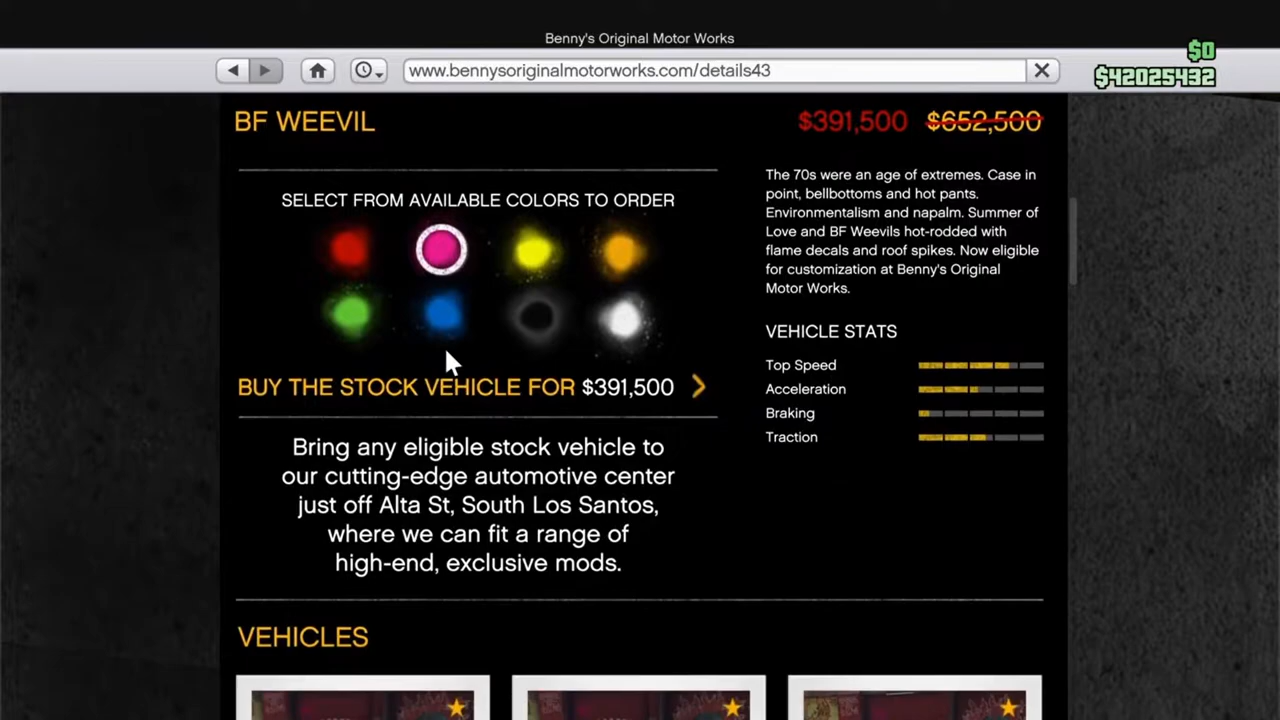 Benny's Original Motor Works
www.bennysoriginalmotorworks.com/details43
$0
$42025432
BF WEEVIL
$391,500 $652,500
SELECT FROM AVAILABLE COLORS TO ORDER
BUY THE STOCK VEHICLE FOR $391,500
Bring any eligible stock vehicle to
our cutting-edge automotive center
just off Alta St, South Los Santos,
where we can fit a range of
high-end, exclusive mods.
The 70s were an age of extremes. Case in
point, bellbottoms and hot pants.
Environmentalism and napalm. Summer of
Love and BF Weevils hot-rodded with
flame decals and roof spikes. Now eligible
for customization at Benny's Original
Motor Works.
VEHICLE STATS
Top Speed
Acceleration
Braking
Traction
VEHICLES